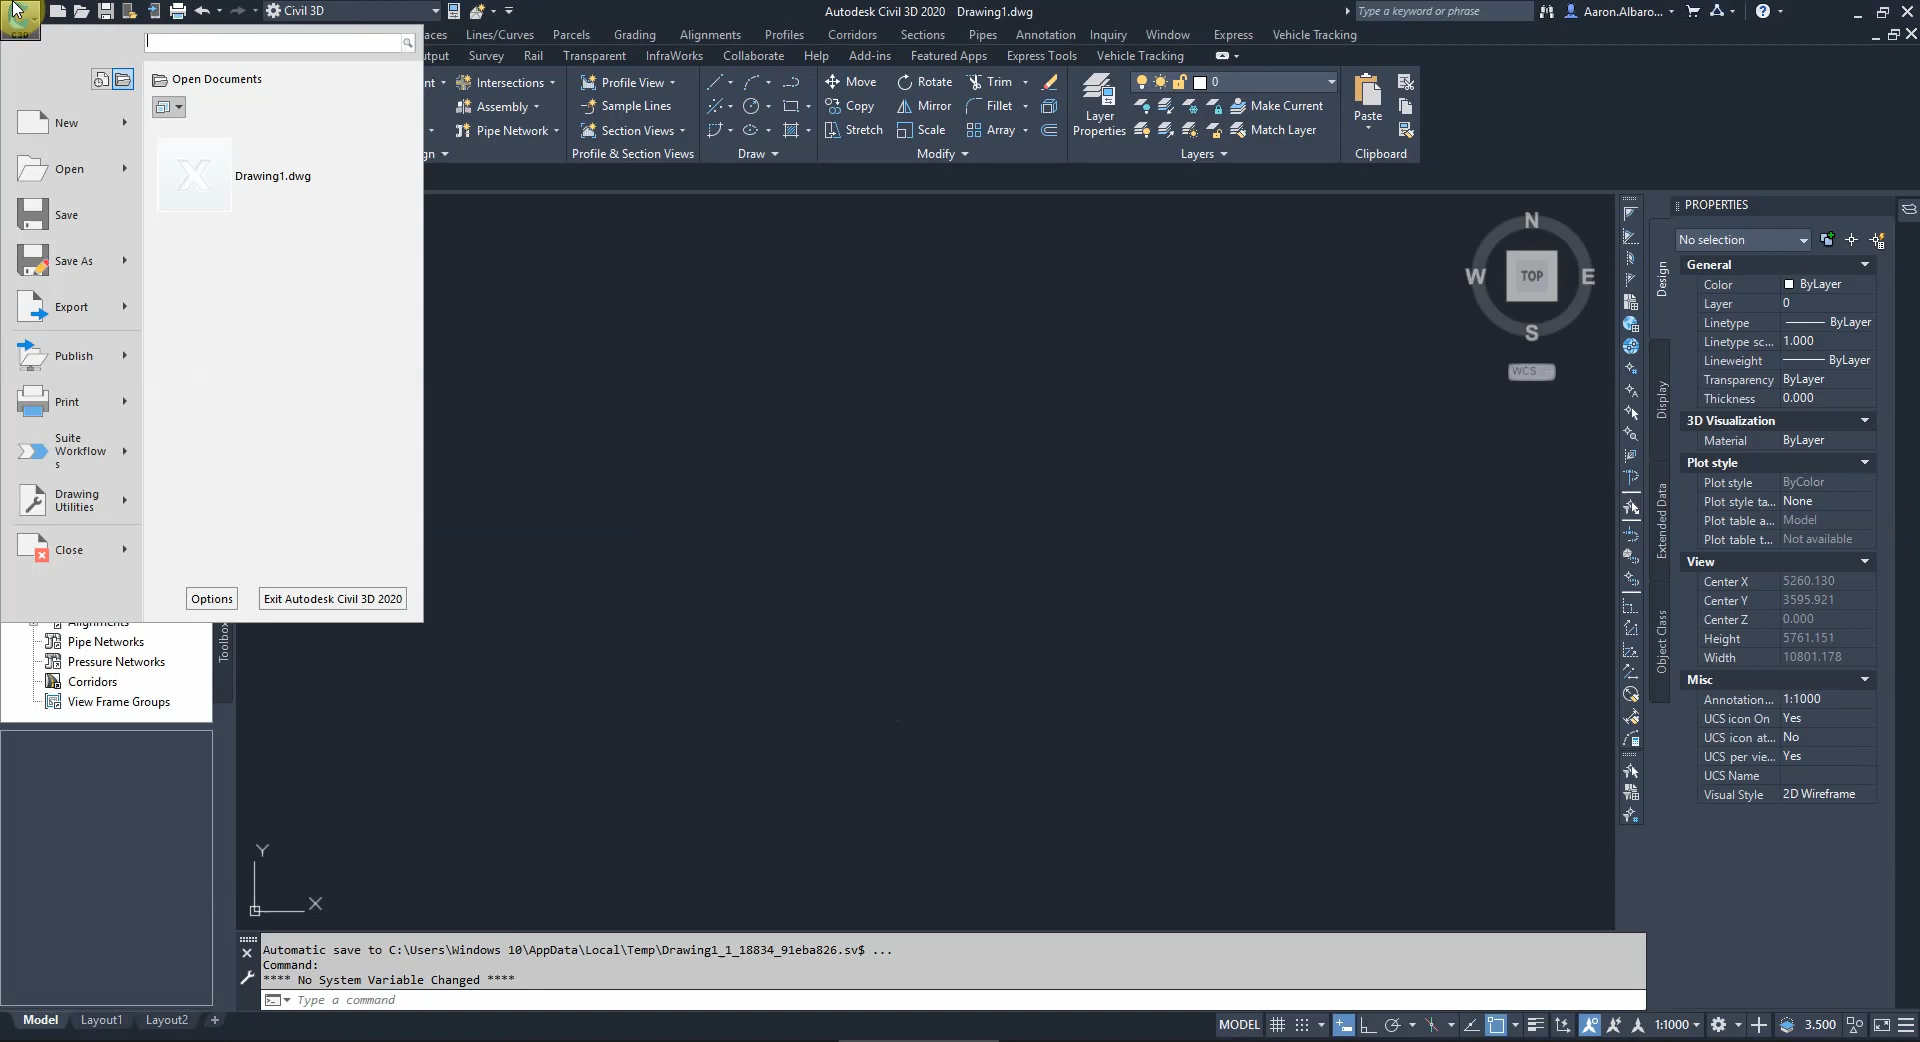 Civil 3D
Autodesk Civil 3D 2020 Drawing1.dwg
Type a keyword or phrase
Aaron.Albaro...
C3D
Lines/Curves Parcels Grading Alignments Profiles Corridors Sections Pipes Annotation Inquiry Window Express Vehicle Tracking
Survey Rail Transparent InfraWorks Collaborate Help Add-ins Featured Apps Express Tools Vehicle Tracking
Intersections
Assembly
Pipe Network
Profile View
Sample Lines
Section Views
Profile & Section Views
Draw
Move Rotate Trim
Copy Mirror Fillet
Stretch Scale Array
Modify
Layer
Properties
0
Make Current
Match Layer
Layers
Paste
Clipboard
Open Documents
Drawing1.dwg
New
Open
Save
Save As
Export
Publish
Print
Suite
Workflow
s
Drawing
Utilities
Close
Options
Exit Autodesk Civil 3D 2020
Alignments
Pipe Networks
Pressure Networks
Corridors
View Frame Groups
Toolbox
N
W
TOP
E
S
WCS
Y
X
PROPERTIES
No selection
Design
Display
Extended Data
Object Class
General
Color ByLayer
Layer 0
Linetype ByLayer
Linetype sc... 1.000
Lineweight ByLayer
Transparency ByLayer
Thickness 0.000
3D Visualization
Material ByLayer
Plot style
Plot style ByColor
Plot style ta... None
Plot table a... Model
Plot table t... Not available
View
Center X 5260.130
Center Y 3595.921
Center Z 0.000
Height 5761.151
Width 10801.178
Misc
Annotation... 1:1000
UCS icon On Yes
UCS icon at... No
UCS per vie... Yes
UCS Name
Visual Style 2D Wireframe
Automatic save to C:\Users\Windows 10\AppData\Local\Temp\Drawing1_1_18834_91eba826.sv$ ...
Command:
**** No System Variable Changed ****
Type a command
Model Layout1 Layout2 +
MODEL
1:1000
3.500